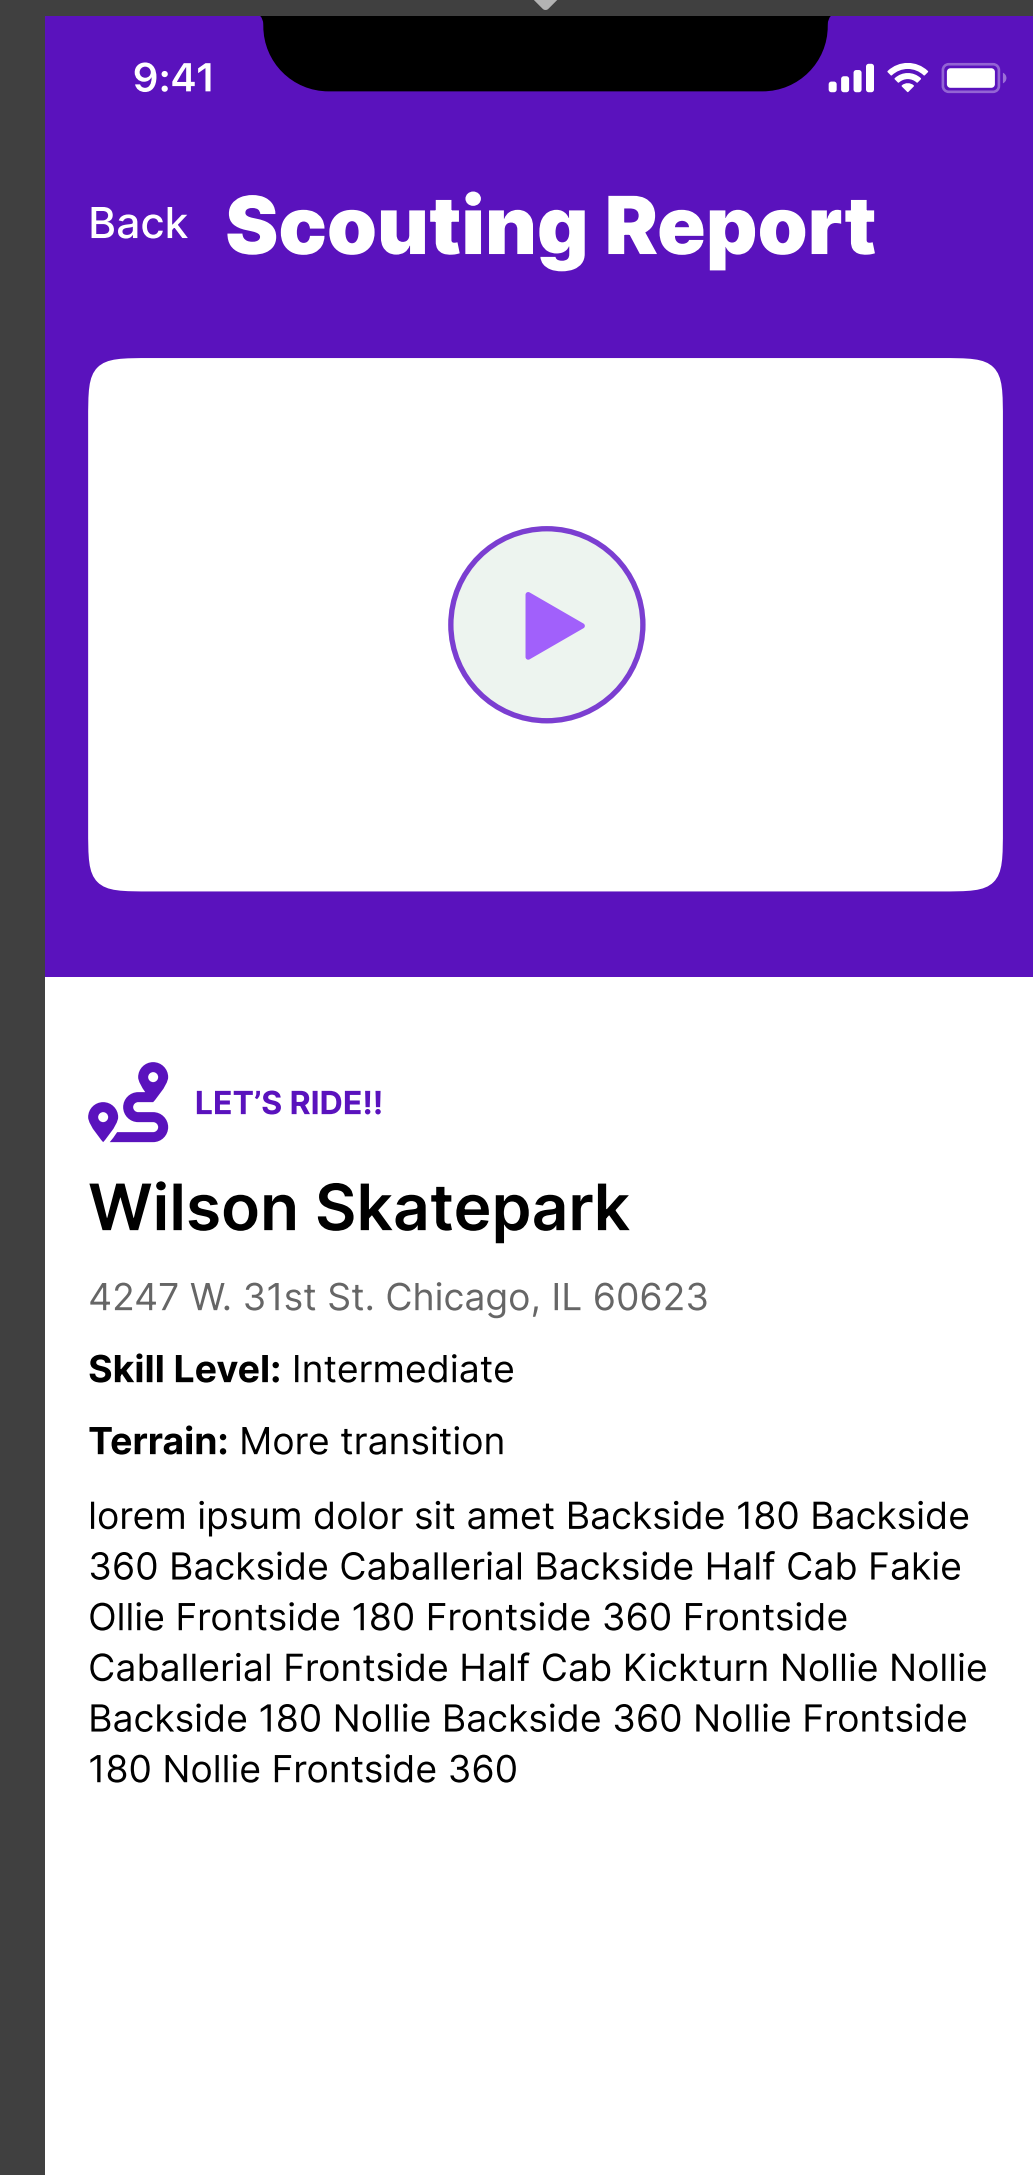 9:41
Back Scouting Report
LET’S RIDE!!
Wilson Skatepark
4247 W. 31st St. Chicago, IL 60623
Skill Level: Intermediate
Terrain: More transition
lorem ipsum dolor sit amet Backside 180 Backside
360 Backside Caballerial Backside Half Cab Fakie
Ollie Frontside 180 Frontside 360 Frontside
Caballerial Frontside Half Cab Kickturn Nollie Nollie
Backside 180 Nollie Backside 360 Nollie Frontside
180 Nollie Frontside 360